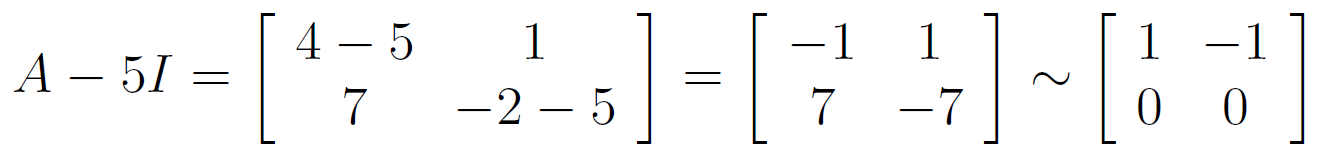 A − 5I = [ 4 − 5 1 ; 7 −2 − 5 ] = [ −1 1 ; 7 −7 ] ∼ [ 1 −1 ; 0 0 ]